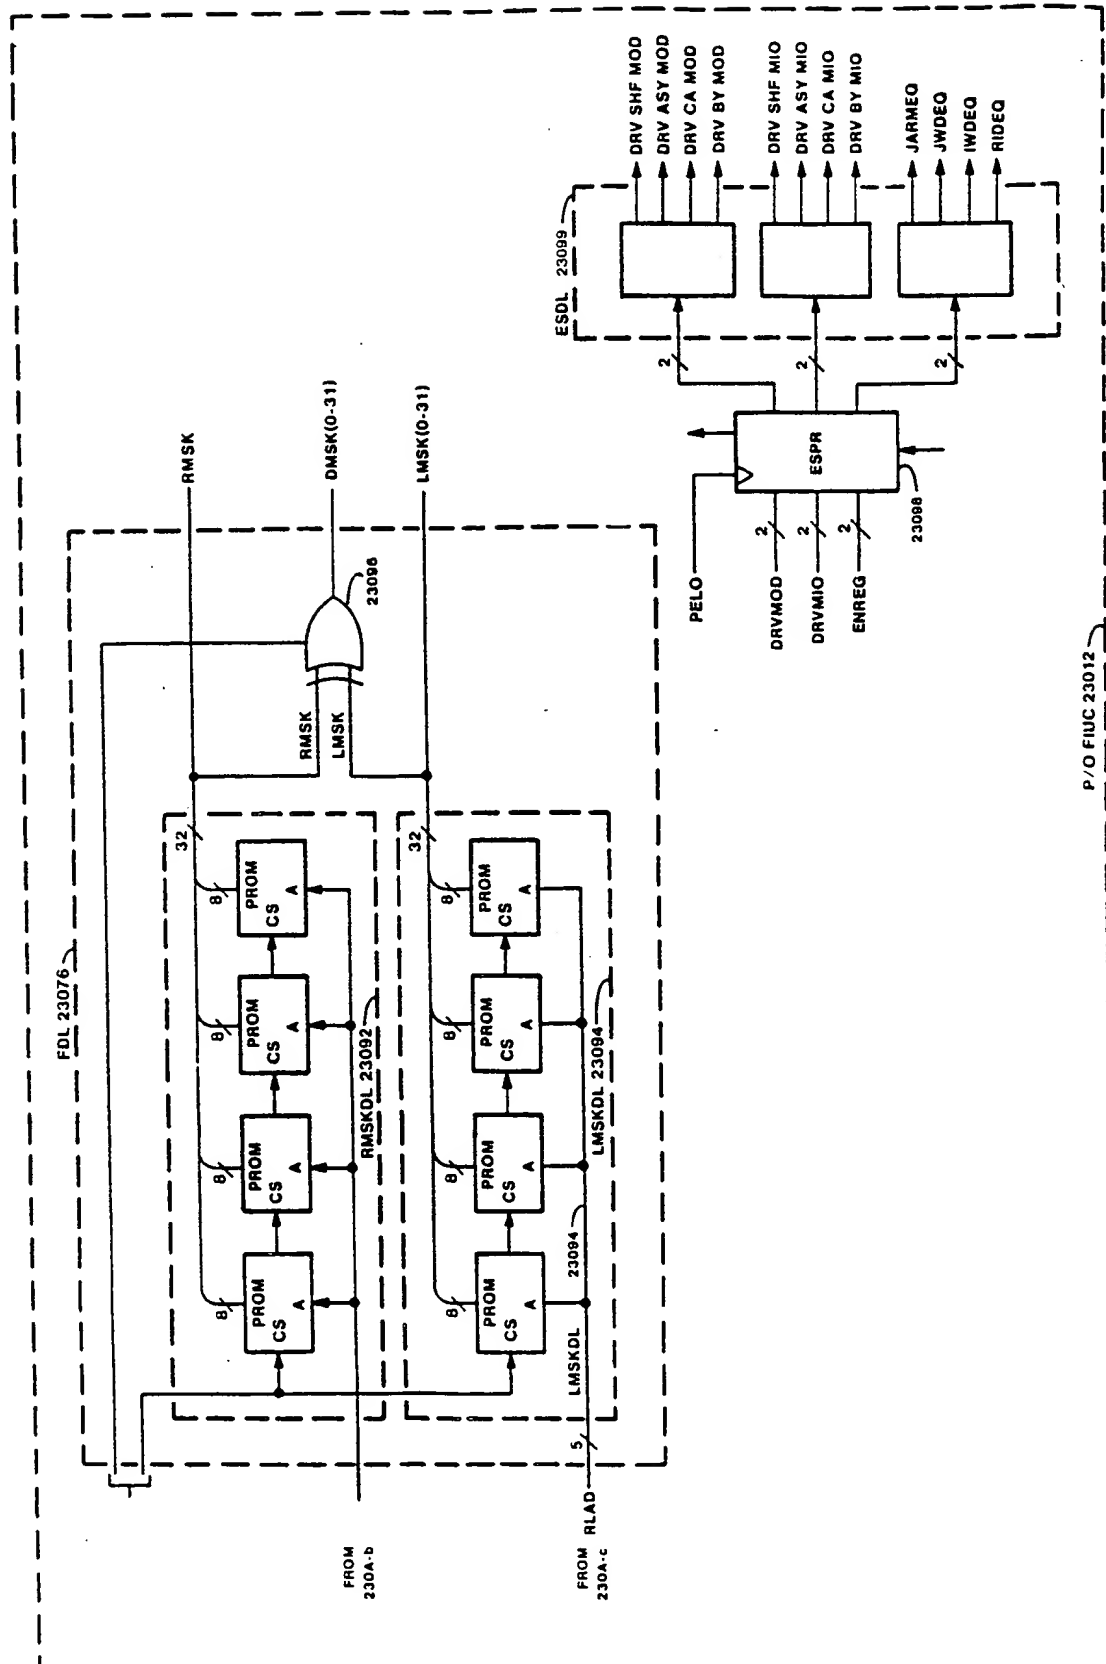 FDL 23076
FROM
230A-b
FROM
230A-c
RLAD
5
PROM
CS
A
8
PROM
CS
A
8
PROM
CS
A
8
PROM
CS
A
8
32
RMSKDL 23092
PROM
CS
A
8
PROM
CS
A
8
PROM
CS
A
8
PROM
CS
A
8
32
LMSKDL
23094
LMSKDL 23094
RMSK
LMSK
23096
RMSK
DMSK(0-31)
LMSK(0-31)
PELO
DRVMOD
2
DRVMIO
2
ENREG
2
ESPR
23098
2
2
2
ESDL 23099
DRV SHF MOD
DRV ASY MOD
DRV CA MOD
DRV BY MOD
DRV SHF MIO
DRV ASY MIO
DRV CA MIO
DRV BY MIO
JARMEQ
JWDEQ
IWDEQ
RIDEQ
P/O FIUC 23012